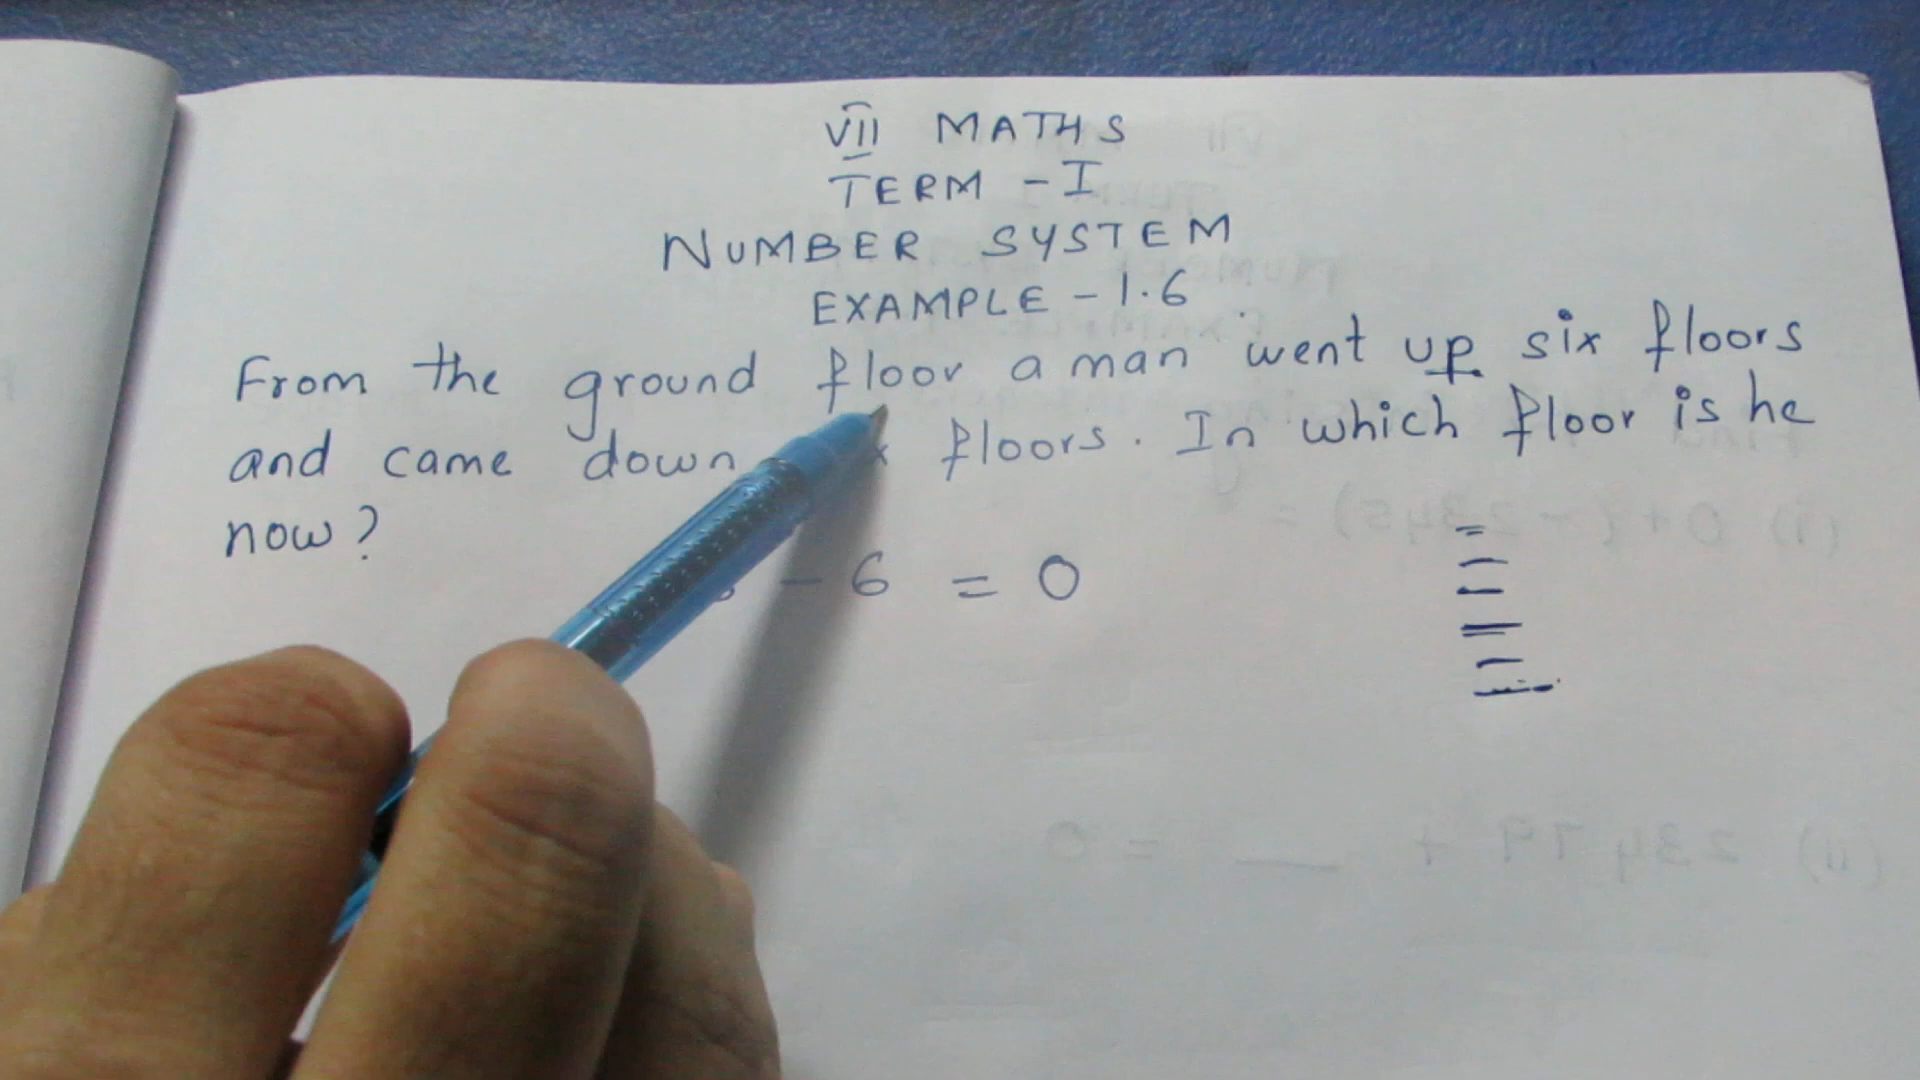 VII MATHS
TERM - I
NUMBER SYSTEM
EXAMPLE - 1.6
From the ground floor a man went up six floors
and came down floors. In which floor is he
now?
- 6 = 0